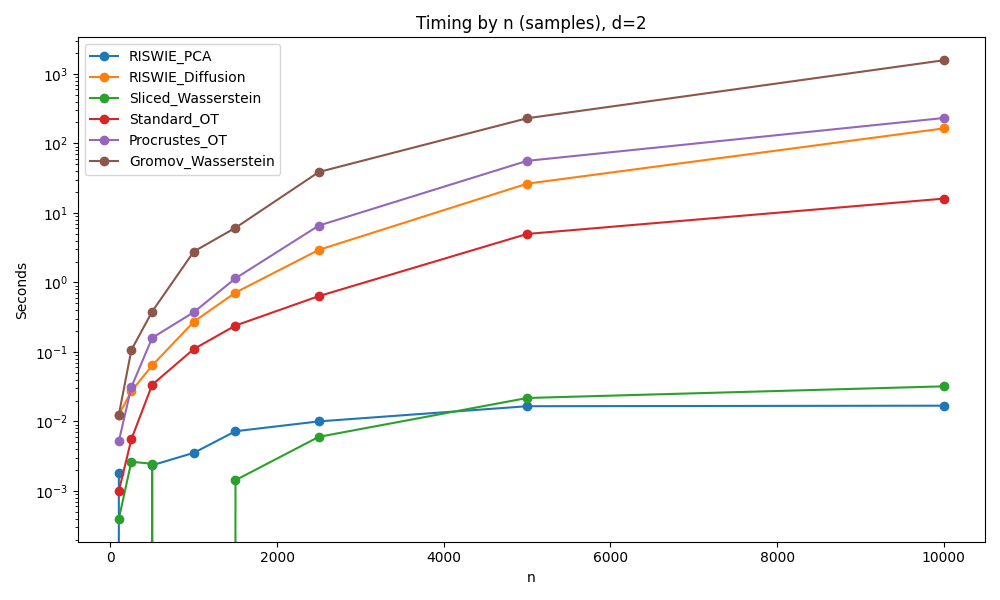 Timing by n (samples), d=2
RISWIE_PCA
RISWIE_Diffusion
Sliced_Wasserstein
Standard_OT
Procrustes_OT
Gromov_Wasserstein
Seconds
10³
10²
10¹
10⁰
10⁻¹
10⁻²
10⁻³
0 2000 4000 6000 8000 10000
n